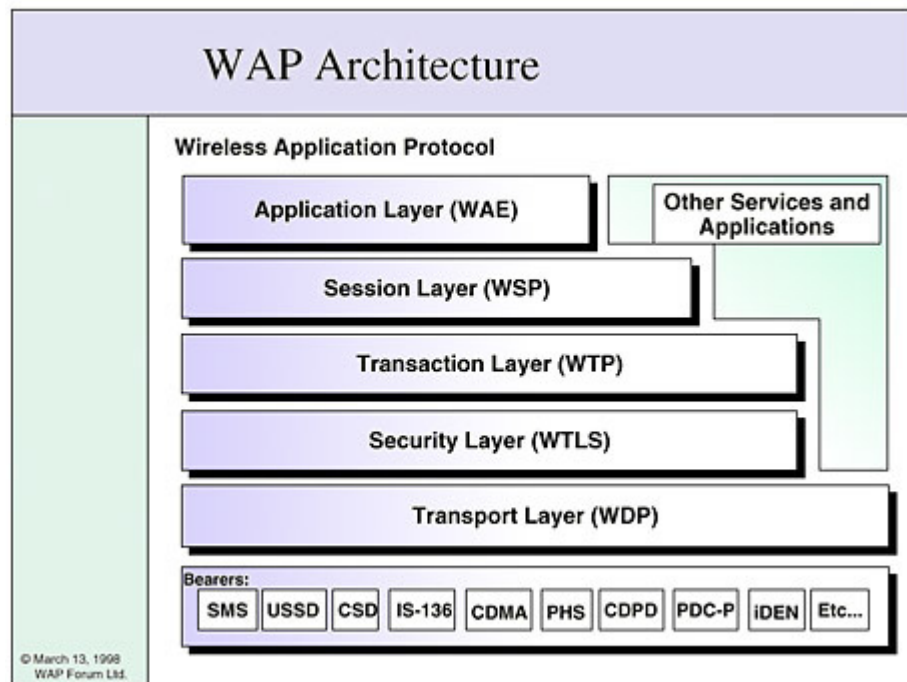 WAP Architecture
Wireless Application Protocol
Application Layer (WAE)
Other Services and
Applications
Session Layer (WSP)
Transaction Layer (WTP)
Security Layer (WTLS)
Transport Layer (WDP)
Bearers:
SMS USSD CSD IS-136 CDMA PHS CDPD PDC-P iDEN Etc...
© March 13, 1998
WAP Forum Ltd.